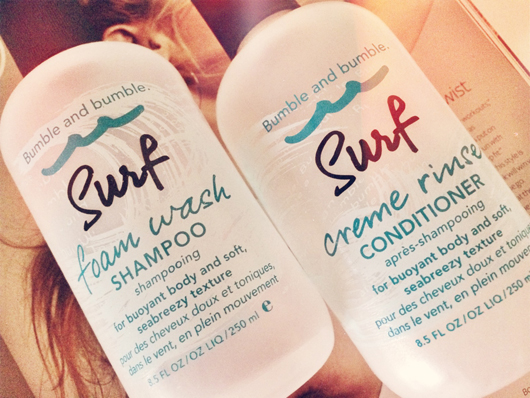 Bumble and bumble.
Surf
foam wash
SHAMPOO
shampooing
for buoyant body and soft,
seabreezy texture
pour des cheveux doux et toniques,
dans le vent, en plein mouvement
8.5 FL OZ/OZ LIQ/250 ml ℮
Bumble and bumble.
Surf
creme rinse
CONDITIONER
après-shampooing
for buoyant body and soft,
seabreezy texture
pour des cheveux doux et toniques
dans le vent, en plein mouvement
8.5 FL OZ/OZ LIQ/250 ml